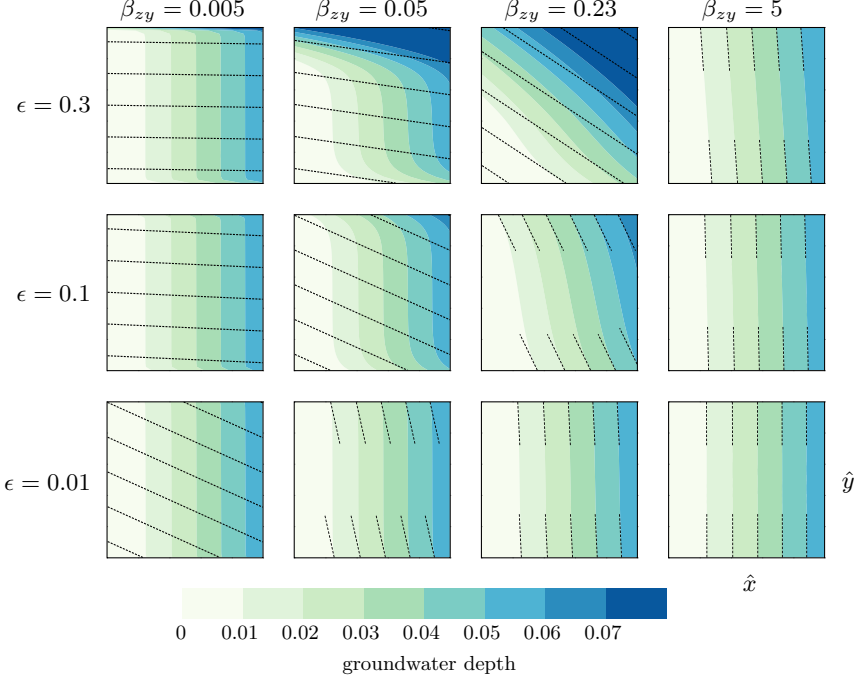 β_zy = 0.005 β_zy = 0.05 β_zy = 0.23 β_zy = 5
ϵ = 0.3
ϵ = 0.1
ϵ = 0.01
ŷ
x̂
0 0.01 0.02 0.03 0.04 0.05 0.06 0.07
groundwater depth